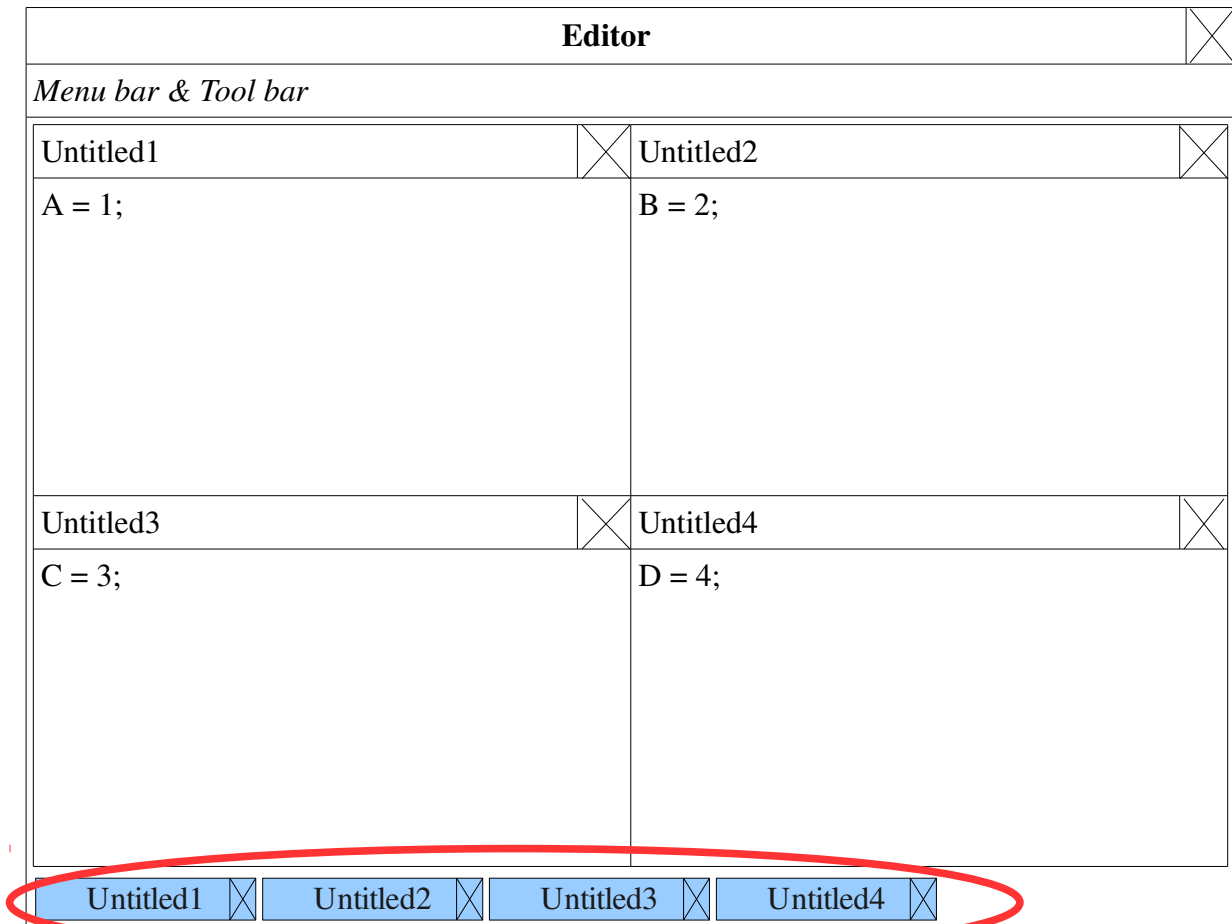 Editor
Menu bar & Tool bar
Untitled1
Untitled2
A = 1;
B = 2;
Untitled3
Untitled4
C = 3;
D = 4;
Untitled1 Untitled2 Untitled3 Untitled4